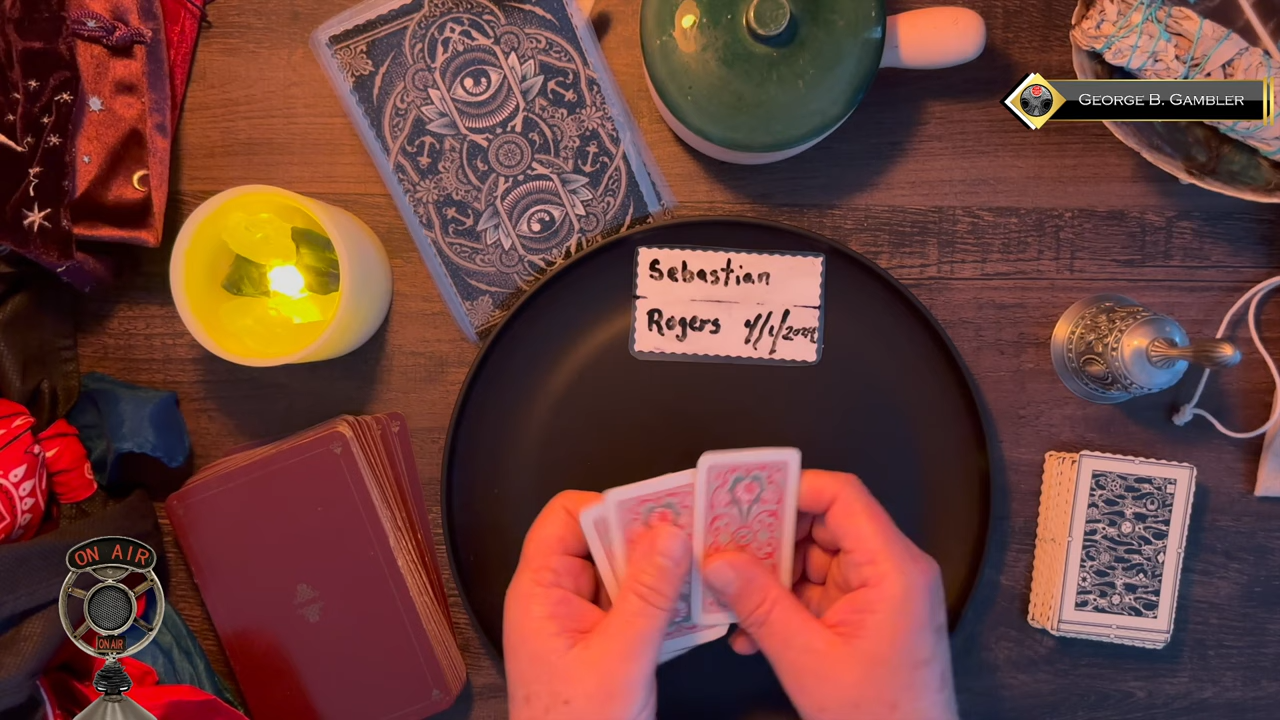 GEORGE B. GAMBLER
Sebastian
Rogers 4/1/2024
ON AIR
ON AIR